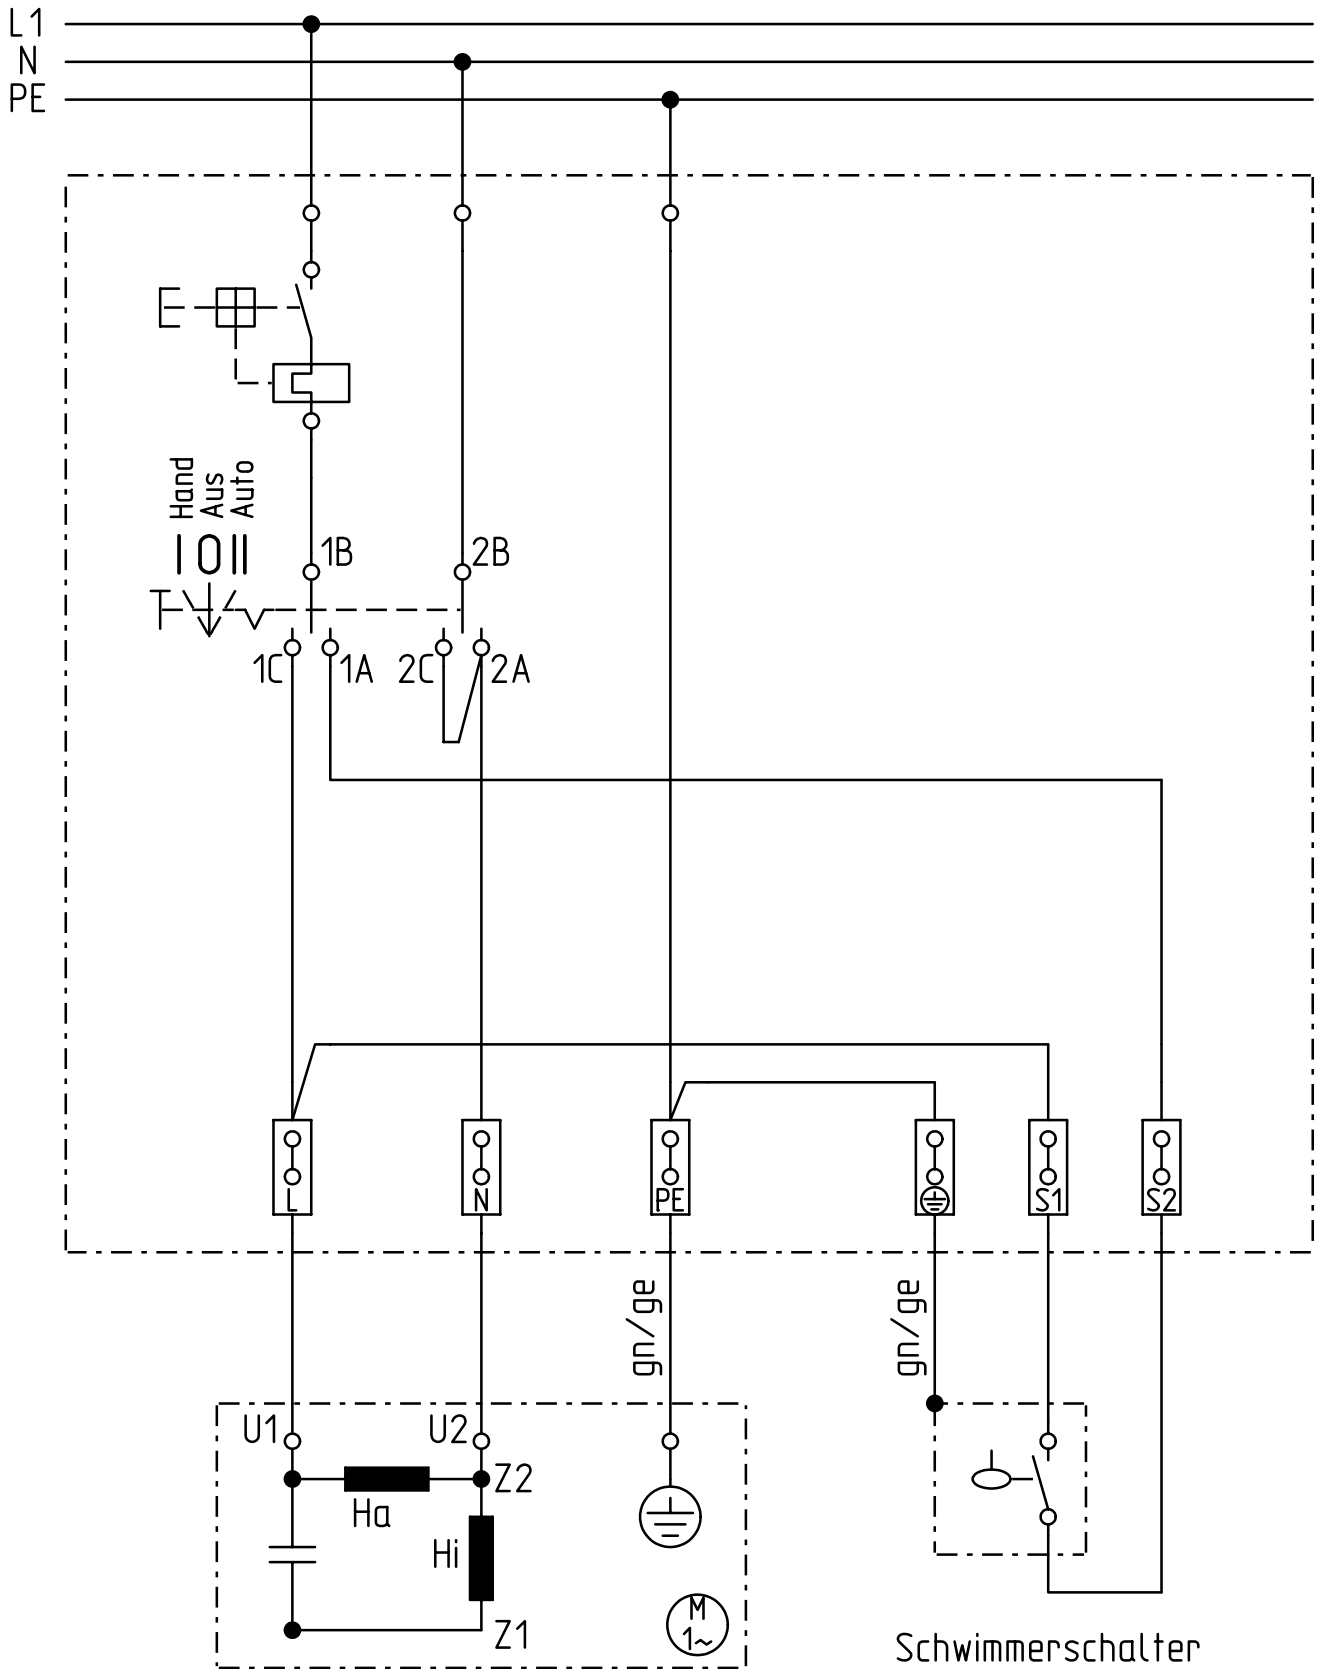 L1
N
PE
Hand
Aus
Auto
I 0 II
1B
2B
1C
1A
2C
2A
L
N
PE
S1
S2
gn/ge
gn/ge
U1
U2
Z2
Ha
Hi
Z1
M
1~
Schwimmerschalter